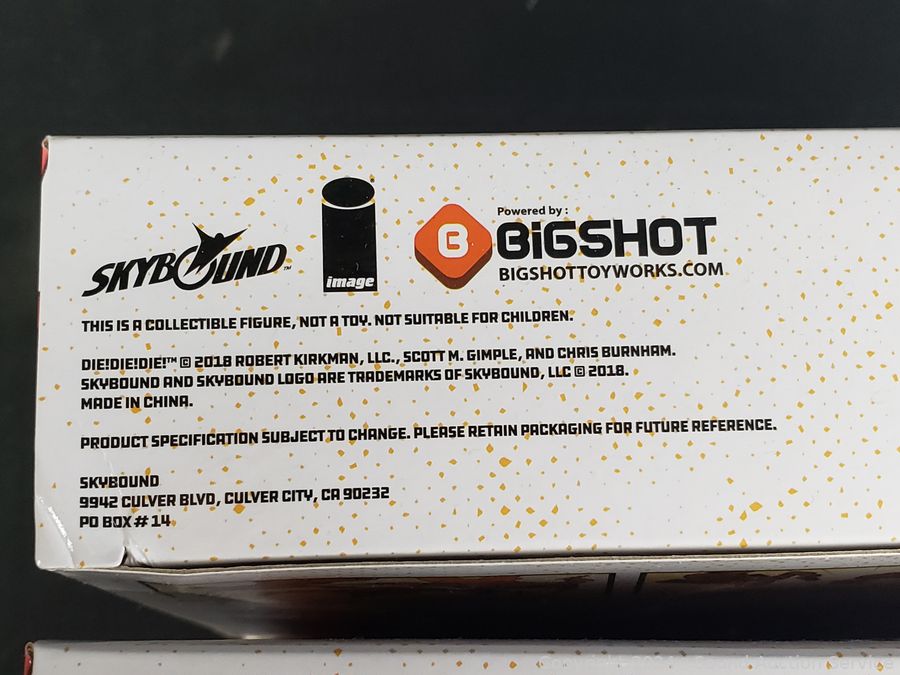 SKYBOUND™
image
Powered by :
B BiGSHOT
BIGSHOTTOYWORKS.COM
THIS IS A COLLECTIBLE FIGURE, NOT A TOY. NOT SUITABLE FOR CHILDREN.
DIE!DIE!DIE!™ © 2018 ROBERT KIRKMAN, LLC., SCOTT M. GIMPLE, AND CHRIS BURNHAM.
SKYBOUND AND SKYBOUND LOGO ARE TRADEMARKS OF SKYBOUND, LLC © 2018.
MADE IN CHINA.
PRODUCT SPECIFICATION SUBJECT TO CHANGE. PLEASE RETAIN PACKAGING FOR FUTURE REFERENCE.
SKYBOUND
9942 CULVER BLVD, CULVER CITY, CA 90232
PO BOX # 14
Auction Service